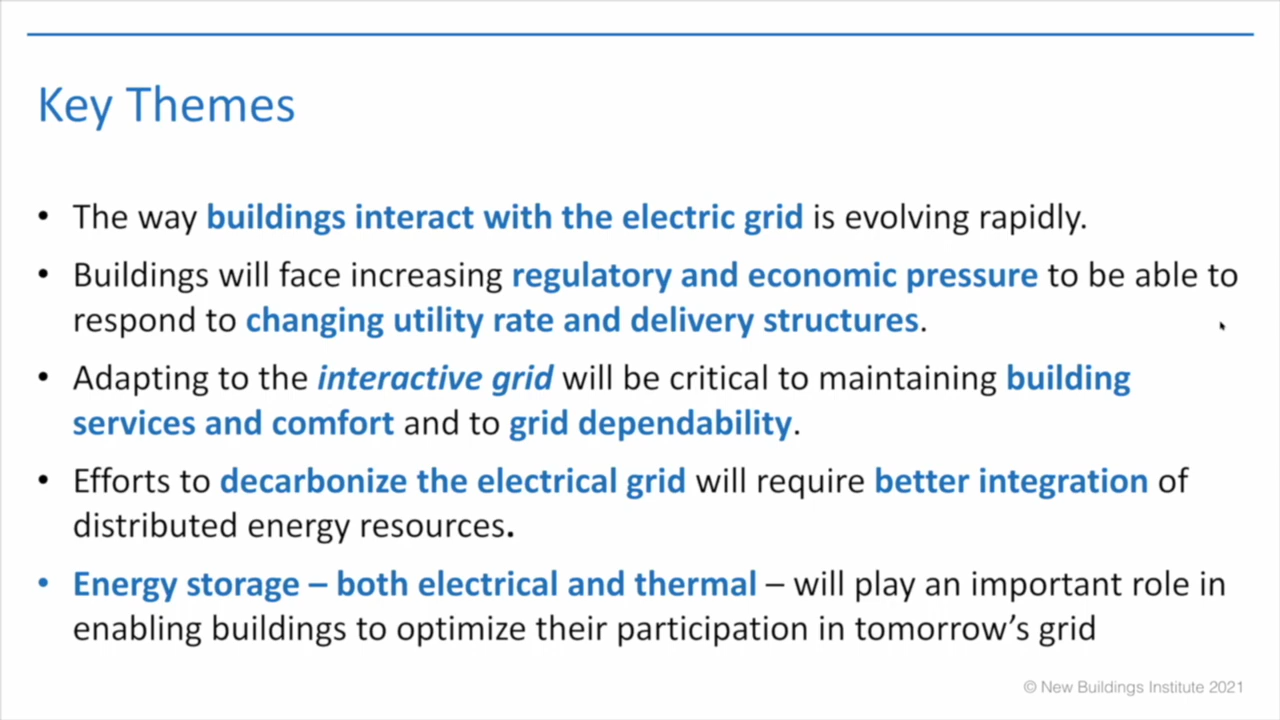 Key Themes
• The way buildings interact with the electric grid is evolving rapidly.
• Buildings will face increasing regulatory and economic pressure to be able to
respond to changing utility rate and delivery structures.
• Adapting to the interactive grid will be critical to maintaining building
services and comfort and to grid dependability.
• Efforts to decarbonize the electrical grid will require better integration of
distributed energy resources.
• Energy storage – both electrical and thermal – will play an important role in
enabling buildings to optimize their participation in tomorrow’s grid
© New Buildings Institute 2021